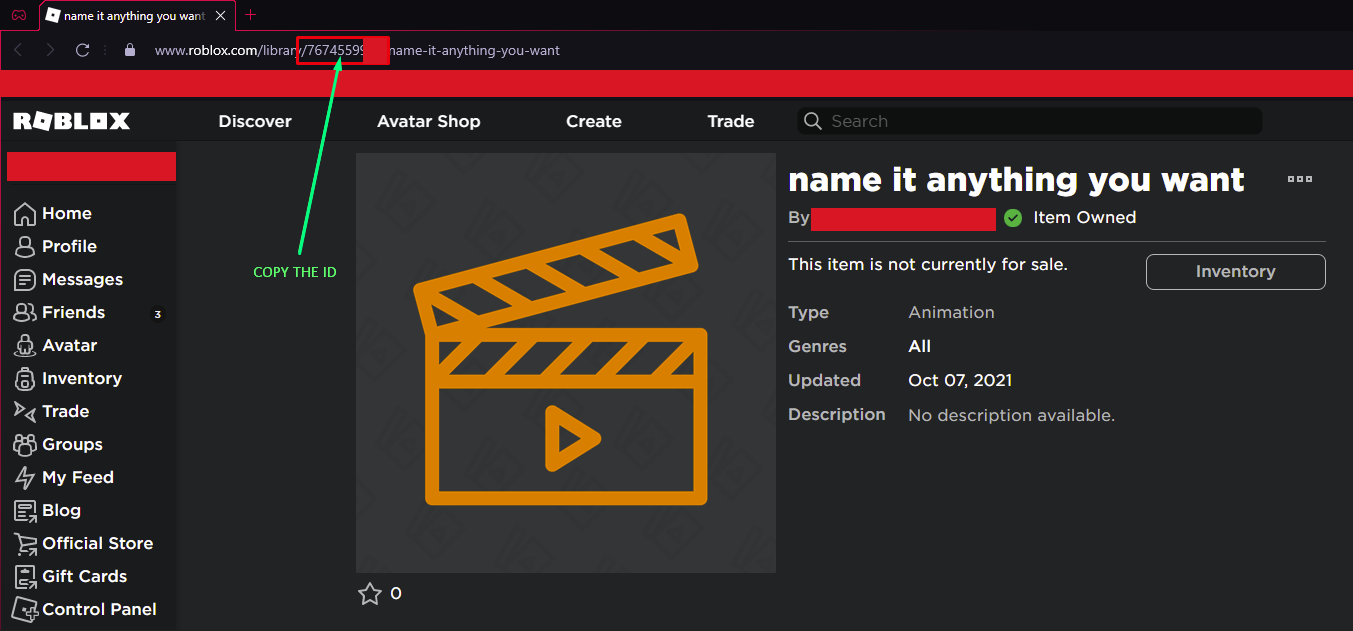 name it anything you want
www.roblox.com/library/76745599 name-it-anything-you-want
ROBLOX
Discover
Avatar Shop
Create
Trade
Search
name it anything you want
By
Item Owned
Home
Profile
Messages
Friends
3
Avatar
Inventory
Trade
Groups
My Feed
Blog
Official Store
Gift Cards
Control Panel
COPY THE ID
This item is not currently for sale.
Inventory
Type Animation
Genres All
Updated Oct 07, 2021
Description No description available.
0